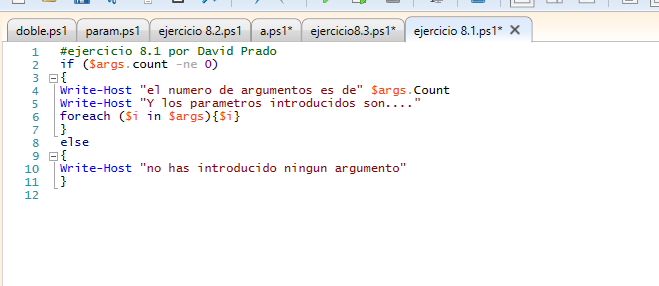 doble.ps1 param.ps1 ejercicio 8.2.ps1 a.ps1* ejercicio8.3.ps1* ejercicio 8.1.ps1* X
1 #ejercicio 8.1 por David Prado
2 if ($args.count -ne 0)
3 {
4 Write-Host "el numero de argumentos es de" $args.Count
5 Write-Host "Y los parametros introducidos son...."
6 foreach ($i in $args){$i}
7 }
8 else
9 {
10 Write-Host "no has introducido ningun argumento"
11 }
12